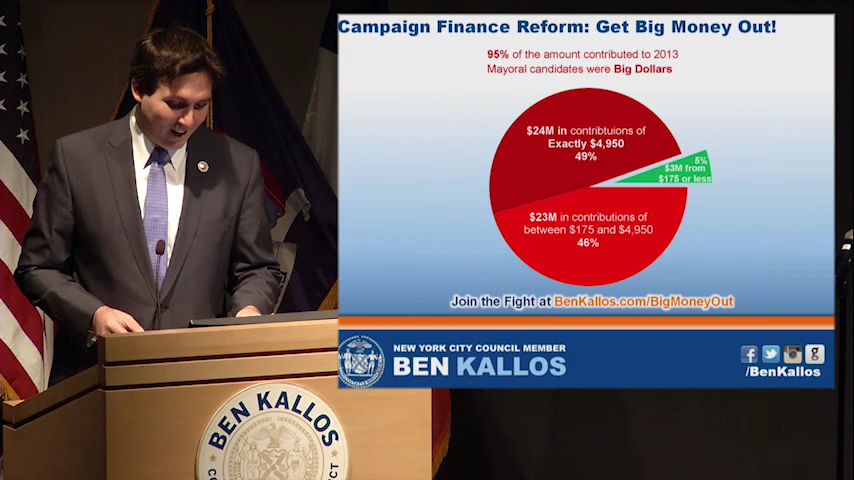 Campaign Finance Reform: Get Big Money Out!
95% of the amount contributed to 2013
Mayoral candidates were Big Dollars
$24M in contribtuions of
Exactly $4,950
49%
5%
$3M from
$175 or less
$23M in contributions of
between $175 and $4,950
46%
Join the Fight at BenKallos.com/BigMoneyOut
NEW YORK CITY COUNCIL MEMBER
BEN KALLOS
/BenKallos
BEN KALLOS